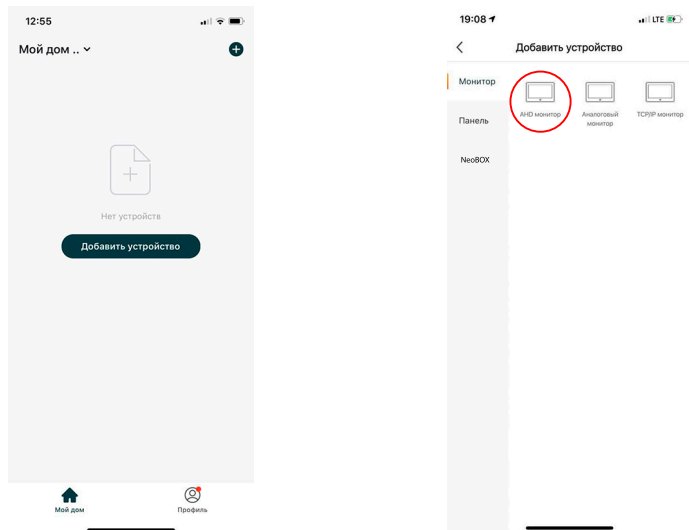 12:55
Мой дом ..
Нет устройств
Добавить устройство
Мой дом
Профиль
19:08
LTE
Добавить устройство
Монитор
Панель
NeoBOX
AHD монитор
Аналоговый
монитор
TCP/IP монитор